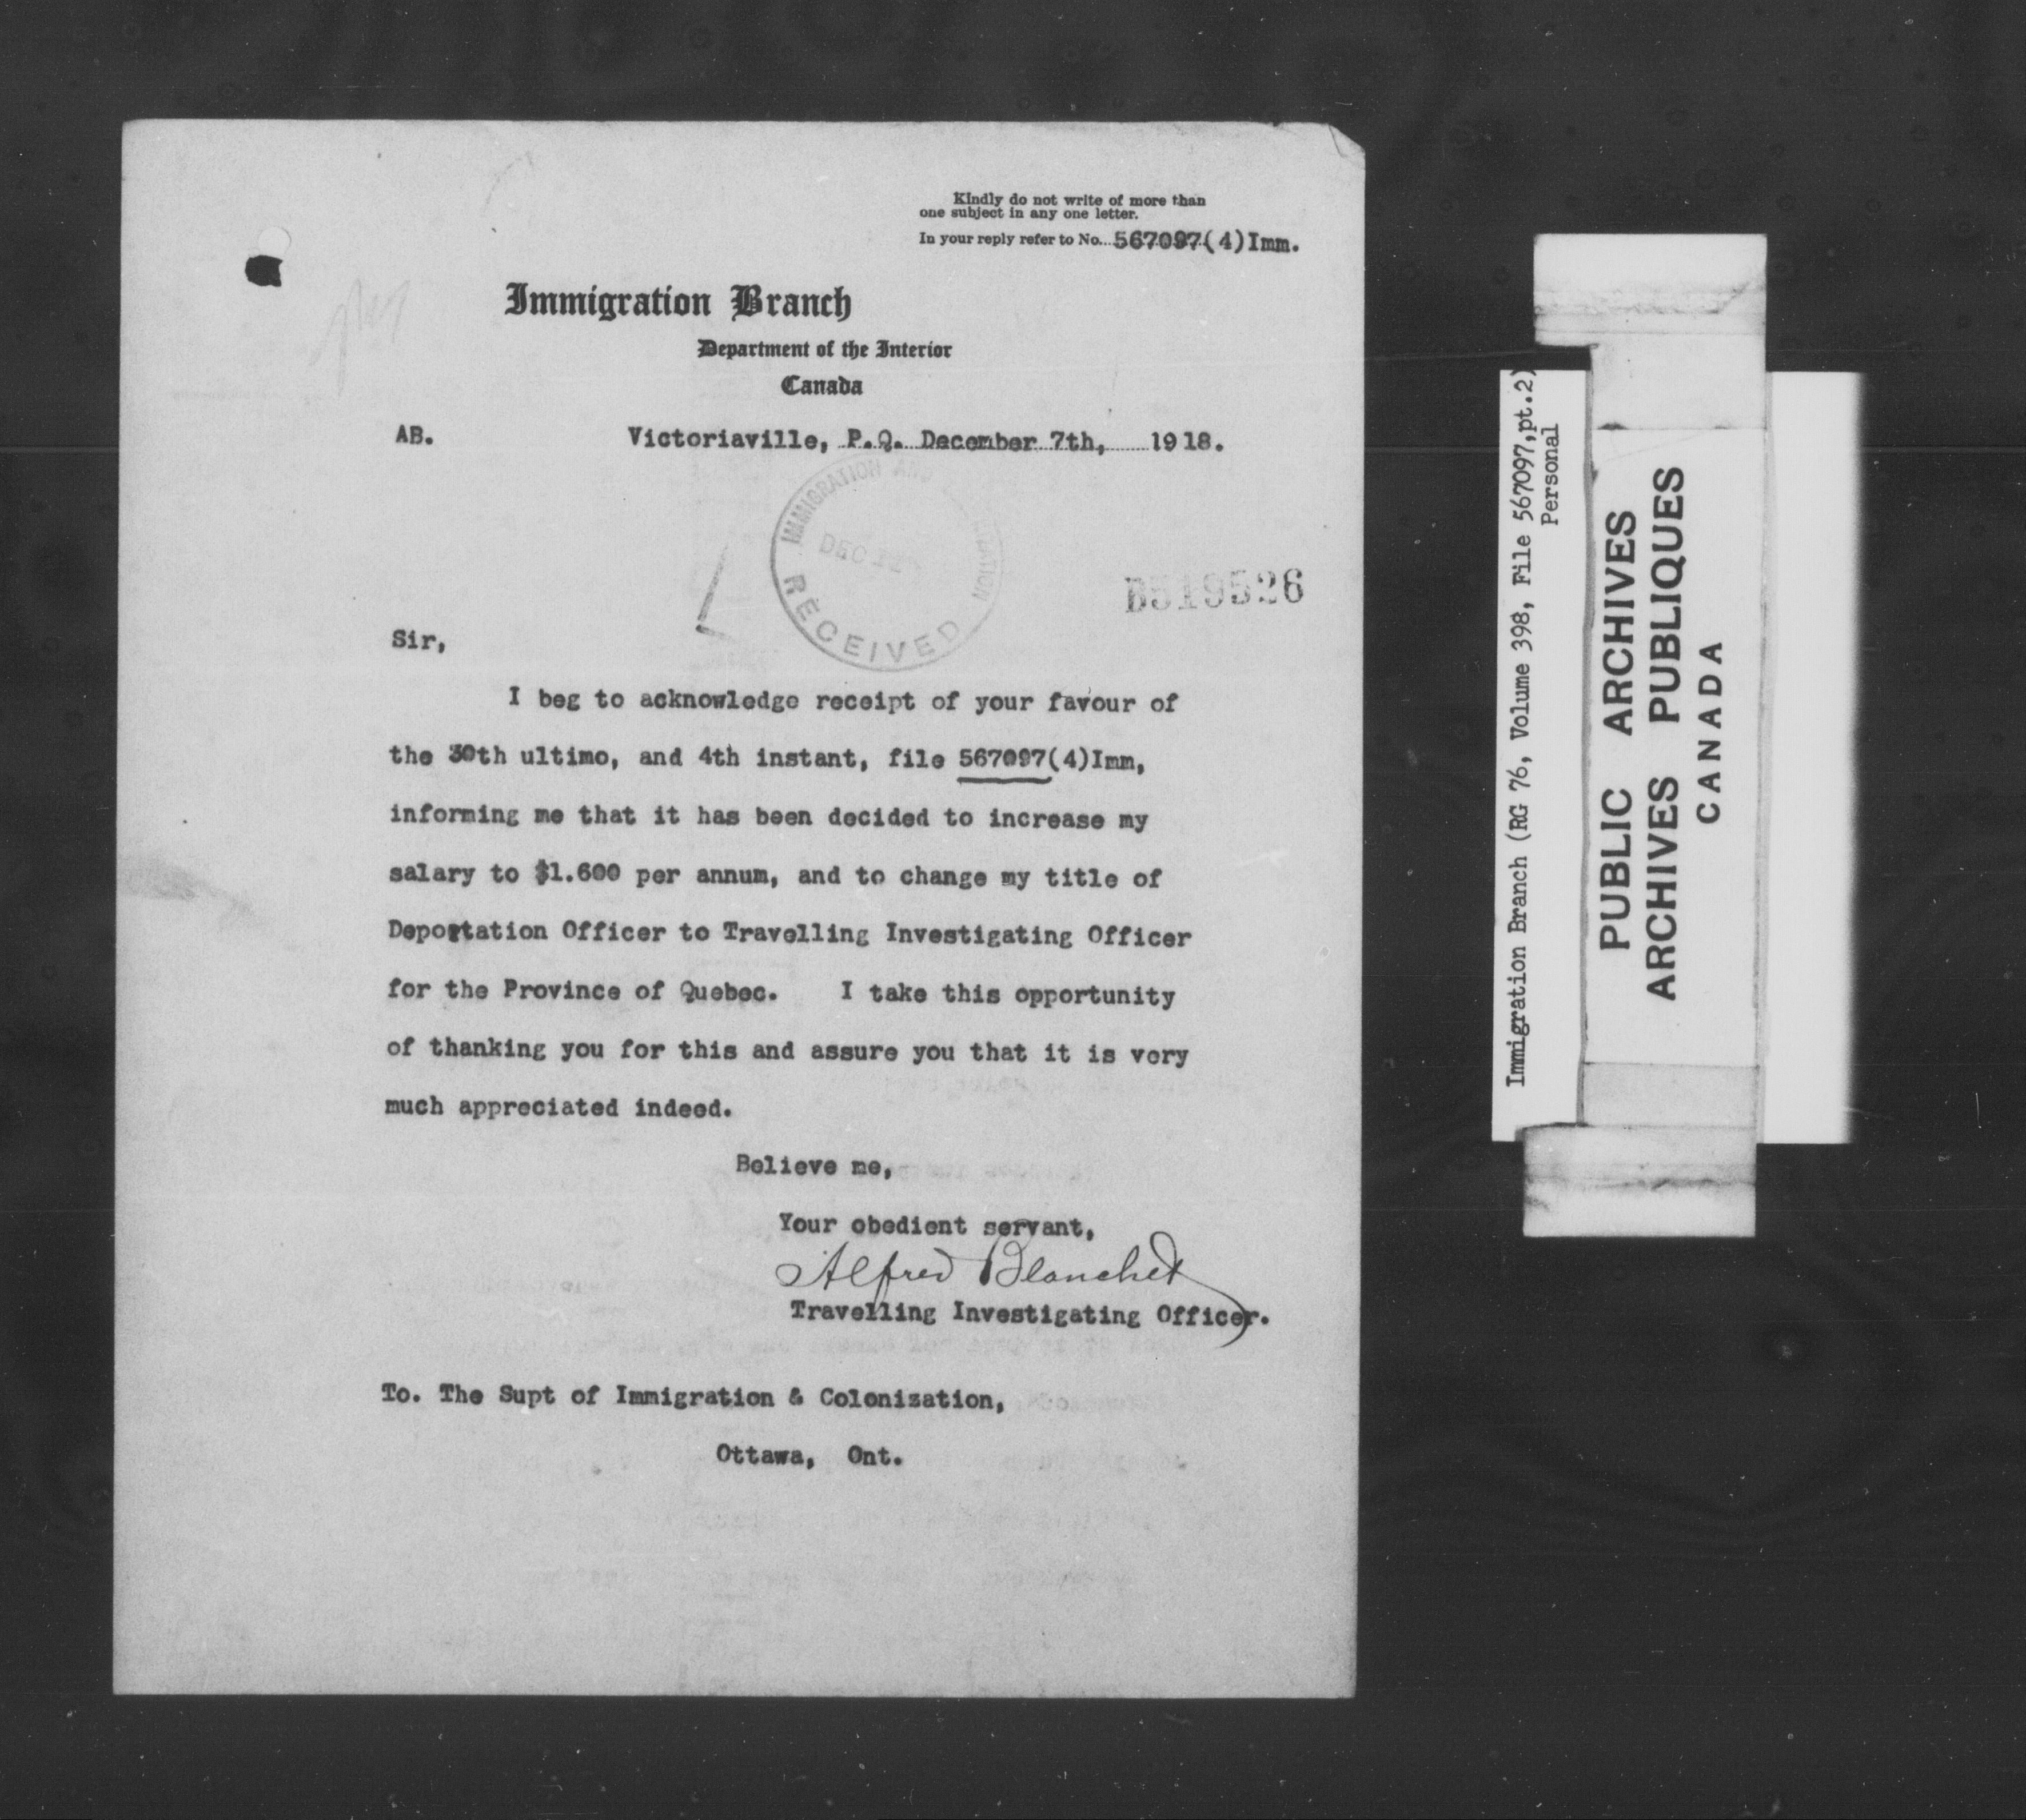 Kindly do not write of more than
one subject in any one letter.
In your reply refer to No. 567097(4)Imm.
Immigration Branch
Department of the Interior
Canada
AB. Victoriaville, P.Q. December 7th, 1918.
IMMIGRATION AND
DEC
RECEIVED
B519526
Sir,
I beg to acknowledge receipt of your favour of
the 30th ultimo, and 4th instant, file 567097(4)Imm,
informing me that it has been decided to increase my
salary to $1.600 per annum, and to change my title of
Deportation Officer to Travelling Investigating Officer
for the Province of Quebec. I take this opportunity
of thanking you for this and assure you that it is very
much appreciated indeed.
Believe me,
Your obedient servant,
Alfred Blanchet
Travelling Investigating Officer.
To. The Supt of Immigration & Colonization,
Ottawa, Ont.
Immigration Branch (RG 76, Volume 398, File 567097,pt.2)
Personal
PUBLIC ARCHIVES
ARCHIVES PUBLIQUES
CANADA